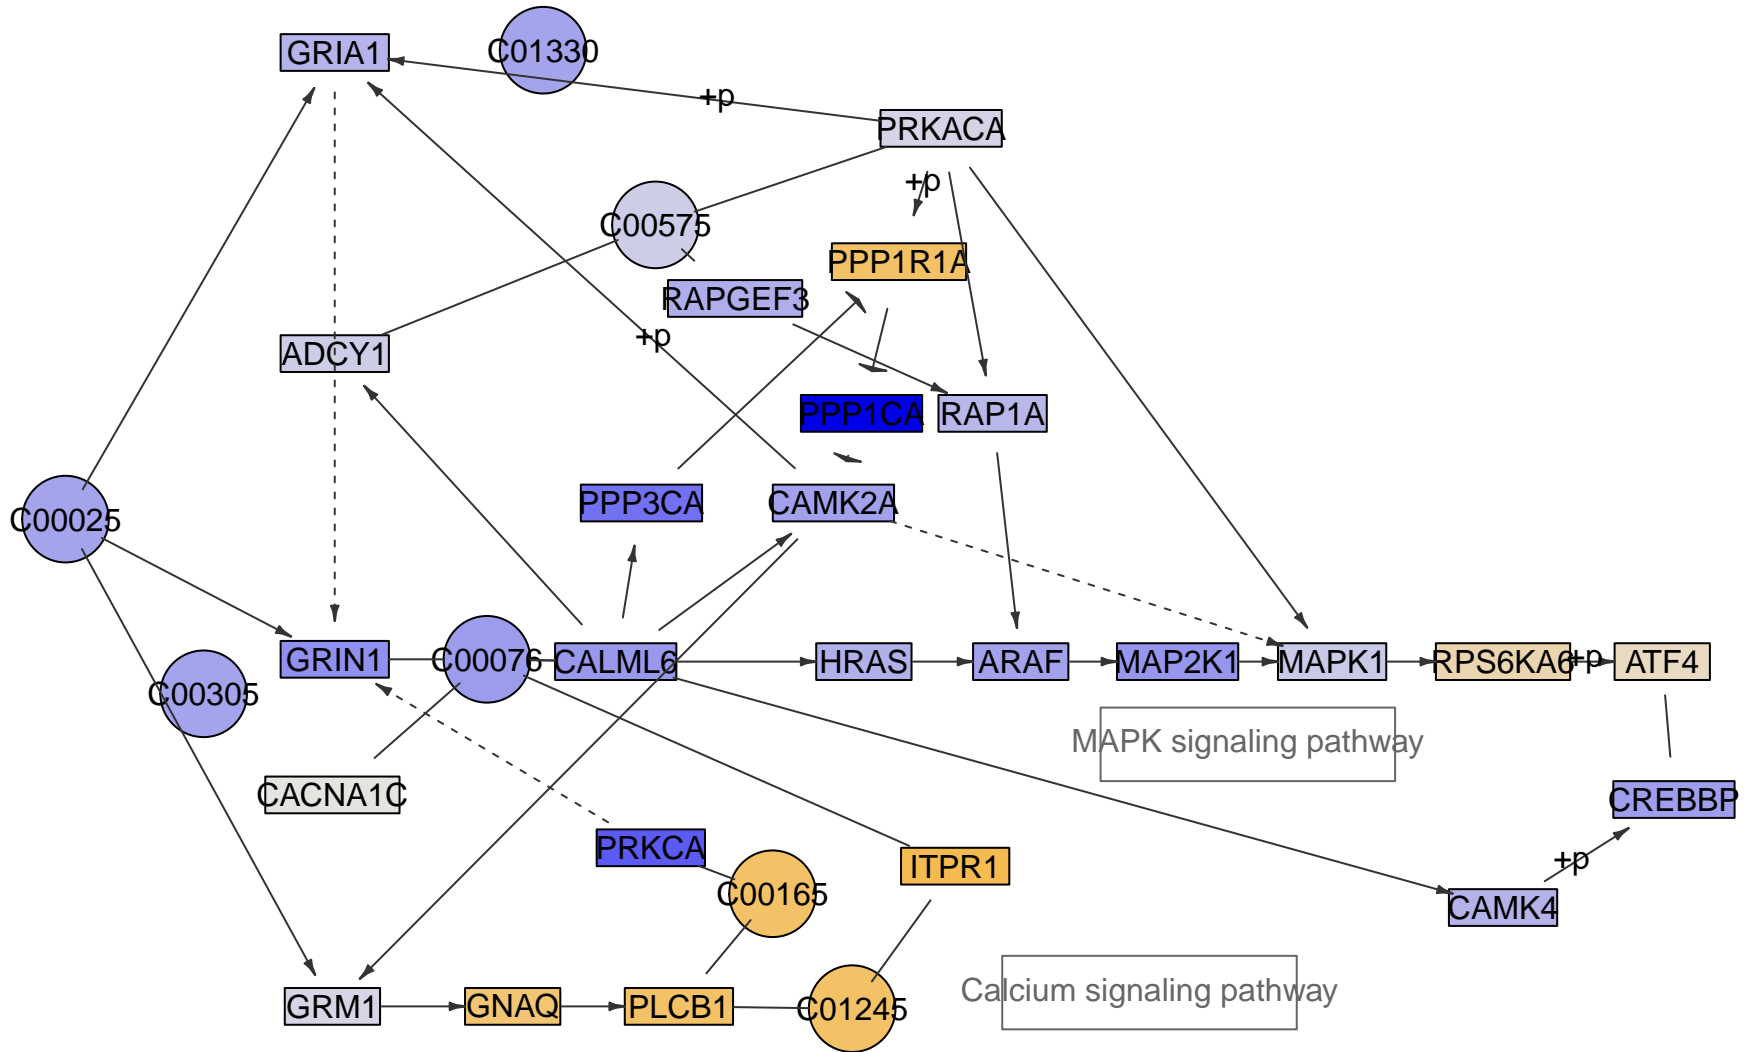 GRIA1
C01330
+p
PRKACA
+p
C00575
PPP1R1A
RAPGEF3
+p
ADCY1
PPP1CA
RAP1A
PPP3CA
CAMK2A
C00025
GRIN1
C00076
CALML6
HRAS
ARAF
MAP2K1
MAPK1
RPS6KA6
+p
ATF4
C00305
MAPK signaling pathway
CACNA1C
CREBBP
PRKCA
ITPR1
+p
C00165
CAMK4
Calcium signaling pathway
GRM1
GNAQ
PLCB1
C01245